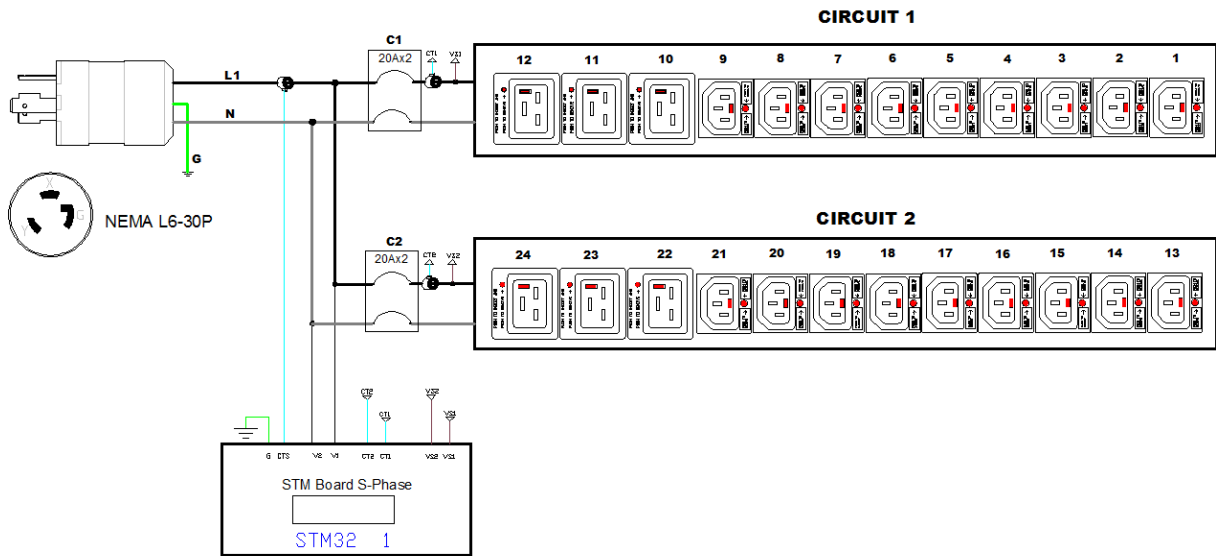 CIRCUIT 1
C1
20Ax2
CT1
VS1
12 11 10 9 8 7 6 5 4 3 2 1
L1
N
G
X
G
Y
NEMA L6-30P
CIRCUIT 2
C2
20Ax2
CT2
VS2
24 23 22 21 20 19 18 17 16 15 14 13
CT2 CT1 VS2 VS1
G CT3 V2 V1 CT2 CT1 VS2 VS1
STM Board S-Phase
STM32 1